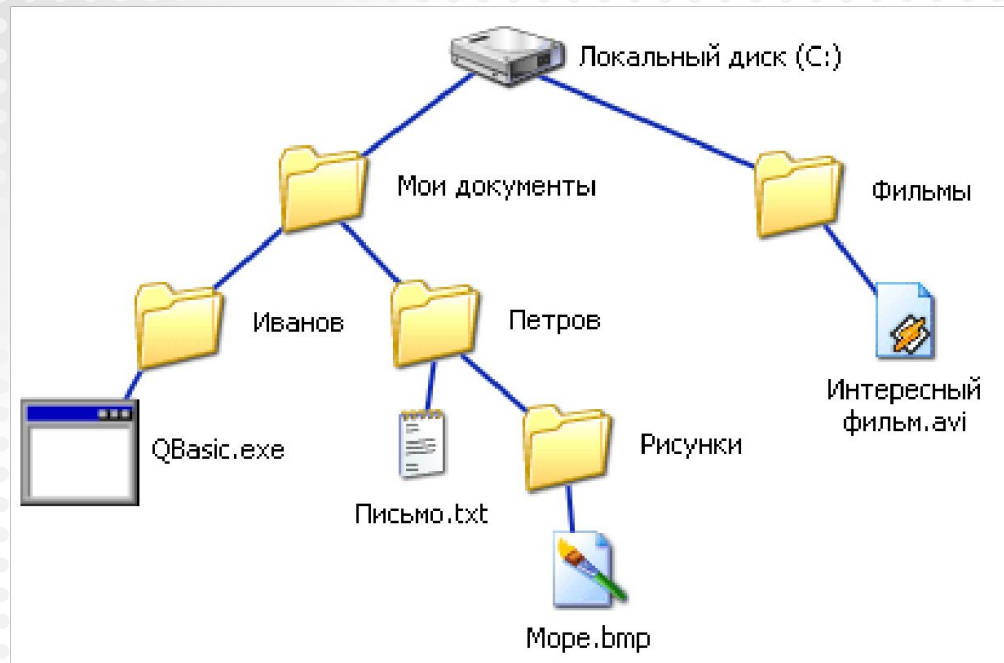 Локальный диск (C:)
Мои документы
Фильмы
Иванов
Петров
Интересный
фильм.avi
QBasic.exe
Рисунки
Письмо.txt
Море.bmp